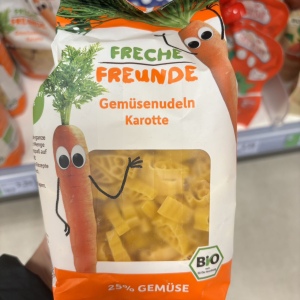 FRECHE
FREUNDE
Gemüsenudeln
Karotte
BIO
25% GEMÜSE